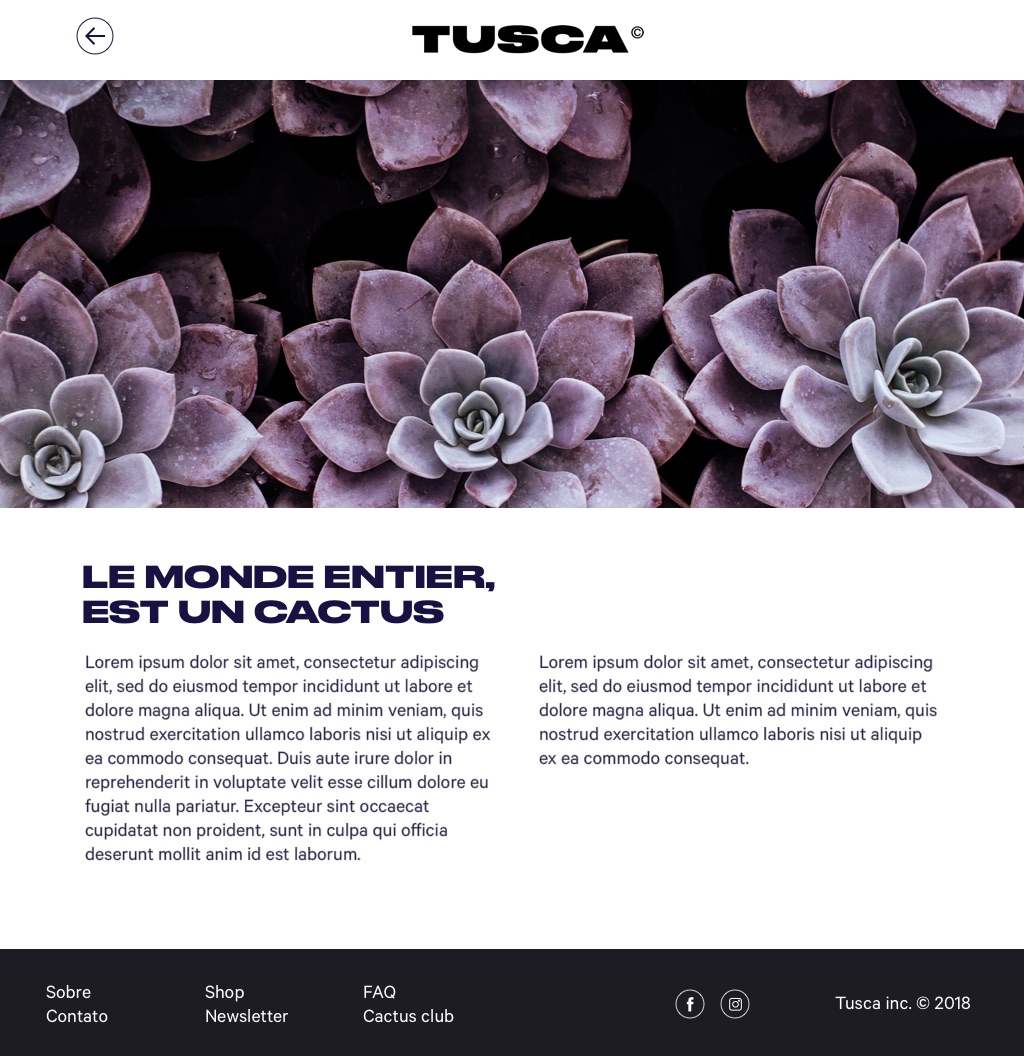 TUSCA©
LE MONDE ENTIER,
EST UN CACTUS
Lorem ipsum dolor sit amet, consectetur adipiscing
elit, sed do eiusmod tempor incididunt ut labore et
dolore magna aliqua. Ut enim ad minim veniam, quis
nostrud exercitation ullamco laboris nisi ut aliquip ex
ea commodo consequat. Duis aute irure dolor in
reprehenderit in voluptate velit esse cillum dolore eu
fugiat nulla pariatur. Excepteur sint occaecat
cupidatat non proident, sunt in culpa qui officia
deserunt mollit anim id est laborum.
Lorem ipsum dolor sit amet, consectetur adipiscing
elit, sed do eiusmod tempor incididunt ut labore et
dolore magna aliqua. Ut enim ad minim veniam, quis
nostrud exercitation ullamco laboris nisi ut aliquip
ex ea commodo consequat.
Sobre
Contato
Shop
Newsletter
FAQ
Cactus club
Tusca inc. © 2018